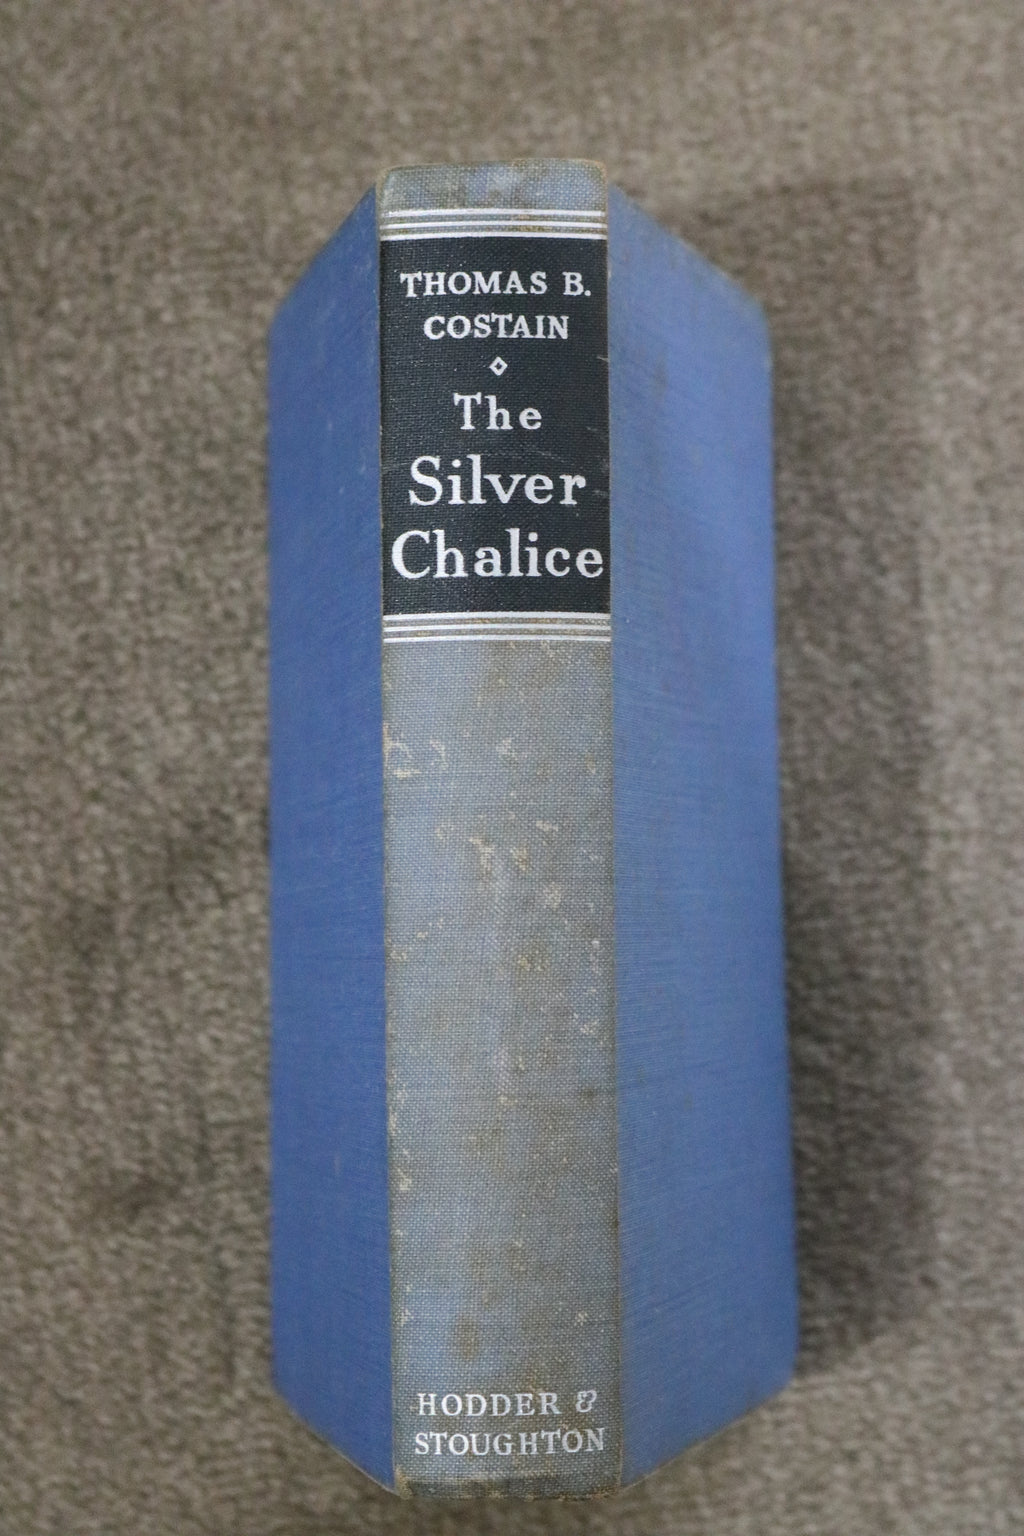 THOMAS B.
COSTAIN
The
Silver
Chalice
HODDER &
STOUGHTON